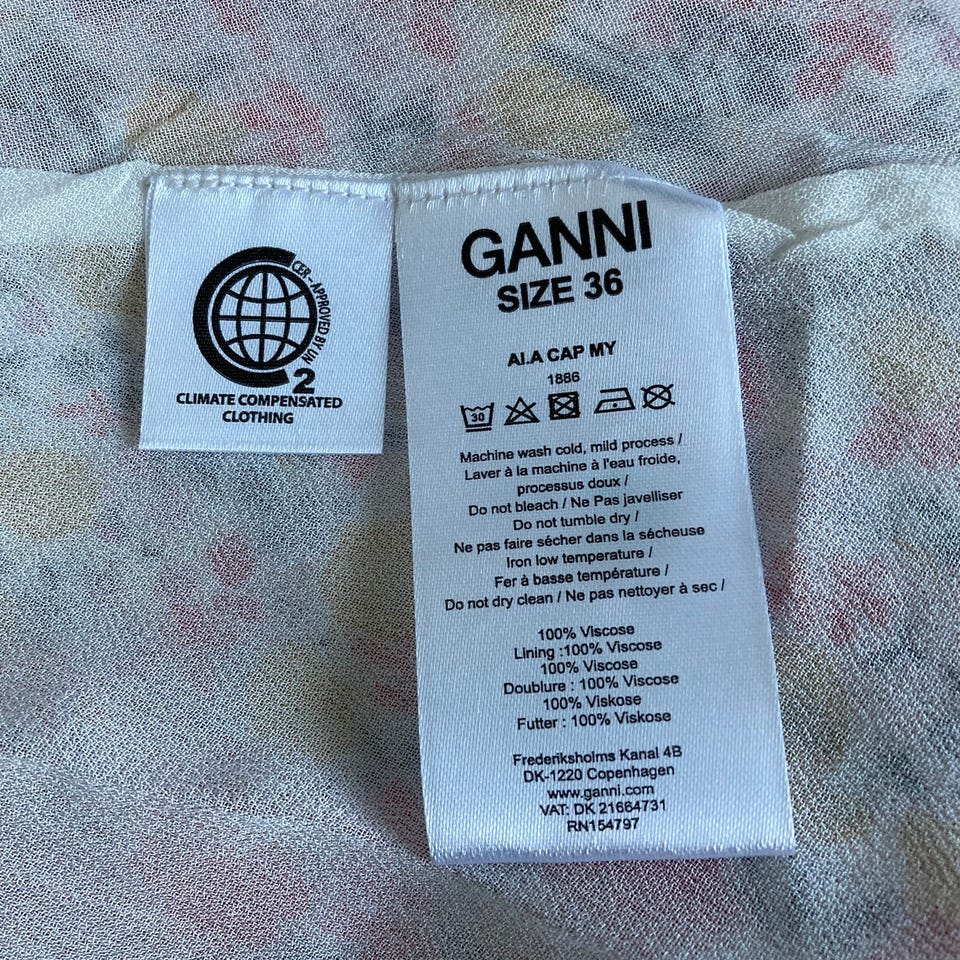 CER - APPROVED BY UN
2
CLIMATE COMPENSATED
CLOTHING
GANNI
SIZE 36
AI.A CAP MY
1886
30
Machine wash cold, mild process /
Laver à la machine à l'eau froide,
processus doux /
Do not bleach / Ne Pas javelliser
Do not tumble dry /
Ne pas faire sécher dans la sécheuse
Iron low temperature /
Fer à basse température /
Do not dry clean / Ne pas nettoyer à sec /
100% Viscose
Lining :100% Viscose
100% Viscose
Doublure : 100% Viscose
100% Viskose
Futter : 100% Viskose
Frederiksholms Kanal 4B
DK-1220 Copenhagen
www.ganni.com
VAT: DK 21664731
RN154797